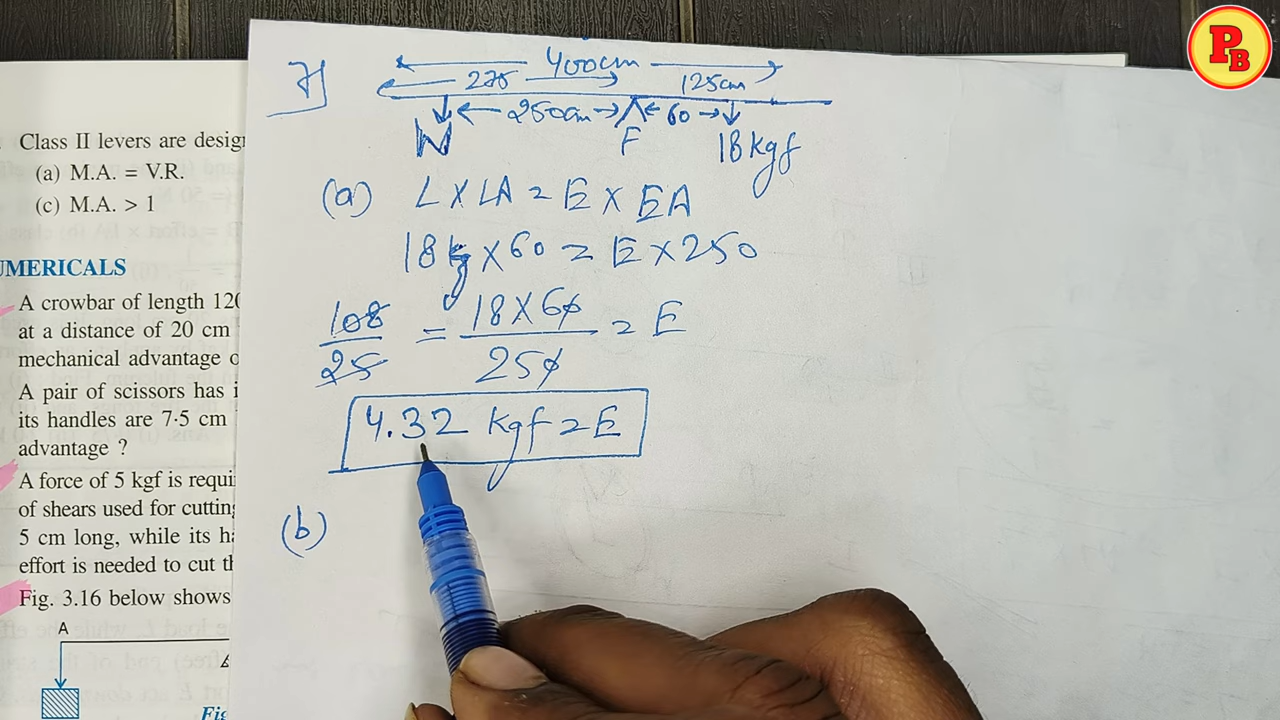 PB
7]
400cm
275 125cm
250cm 60
W F 18 kgf
(a) L X LA = E X EA
18 kg X 60 = E X 250
108/25 = 18 X 60/250 = E
4.32 kgf = E
(b)
Class II levers are desig
(a) M.A. = V.R.
(c) M.A. > 1
UMERICALS
A crowbar of length 120
at a distance of 20 cm
mechanical advantage o
A pair of scissors has i
its handles are 7·5 cm
advantage ?
A force of 5 kgf is requi
of shears used for cutting
5 cm long, while its ha
effort is needed to cut th
Fig. 3.16 below shows
A
Fig